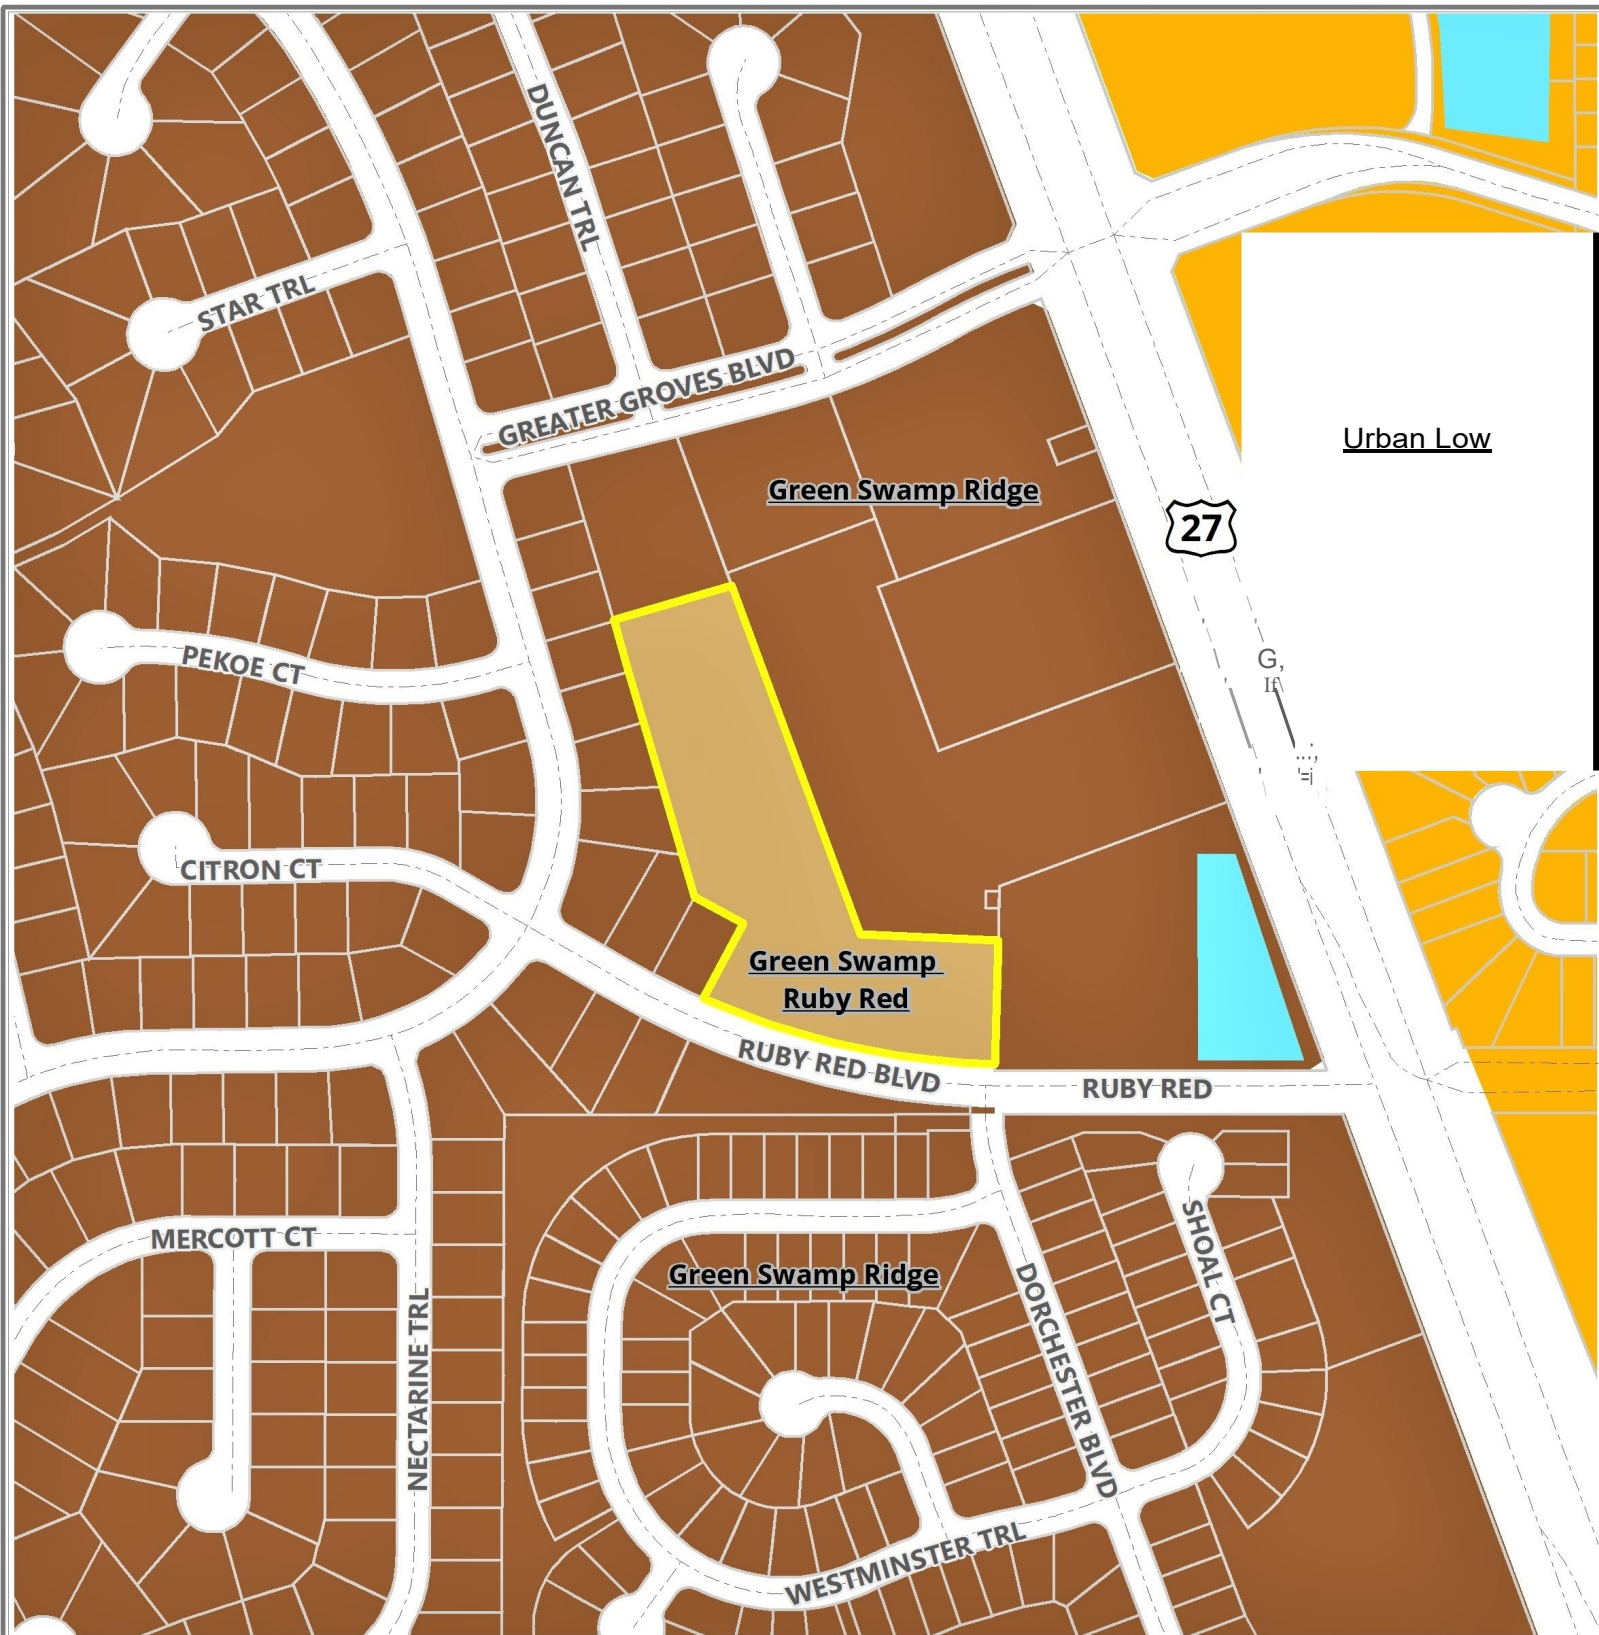 DUNCAN TRL
STAR TRL
GREATER GROVES BLVD
Urban Low
Green Swamp Ridge
27
PEKOE CT
G,
If
CITRON CT
Green Swamp
Ruby Red
RUBY RED BLVD
RUBY RED
MERCOTT CT
SHOAL CT
Green Swamp Ridge
DORCHESTER BLVD
NECTARINE TRL
WESTMINSTER TRL